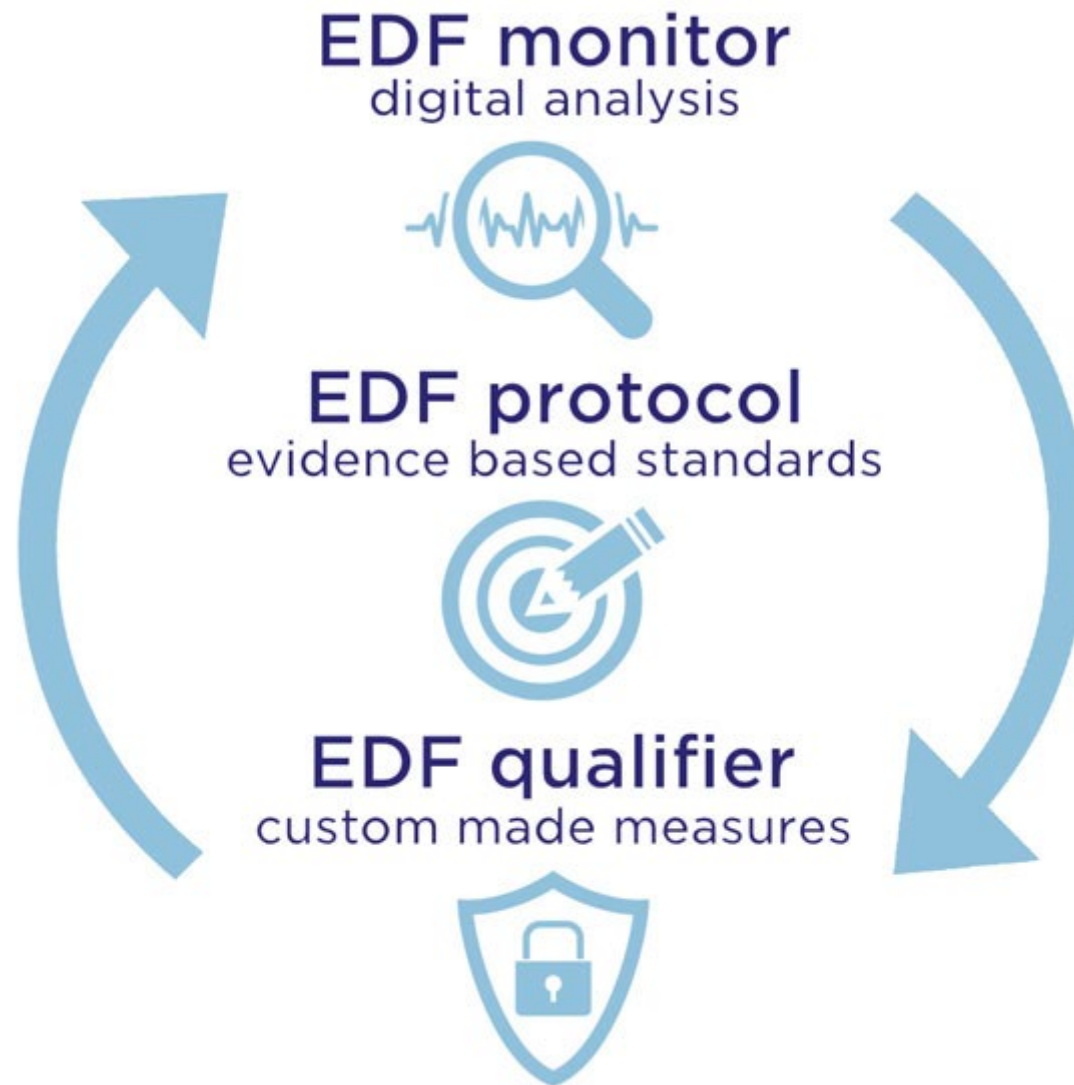 EDF monitor
digital analysis
EDF protocol
evidence based standards
EDF qualifier
custom made measures